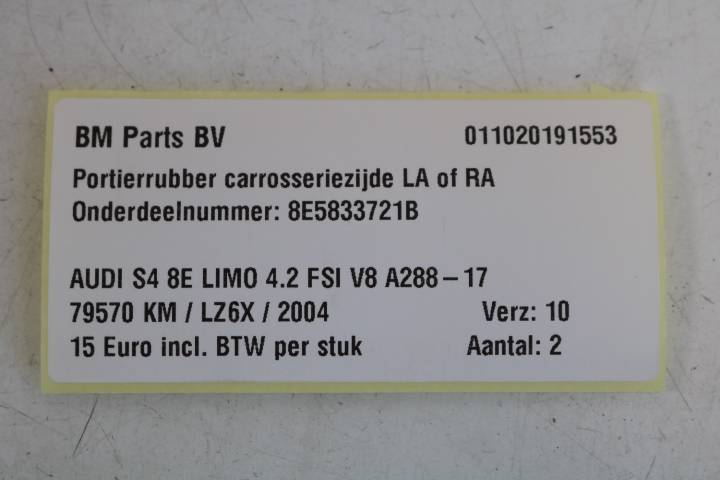 BM Parts BV 011020191553
Portierrubber carrosseriezijde LA of RA
Onderdeelnummer: 8E5833721B
AUDI S4 8E LIMO 4.2 FSI V8 A288-17
79570 KM / LZ6X / 2004 Verz: 10
15 Euro incl. BTW per stuk Aantal: 2